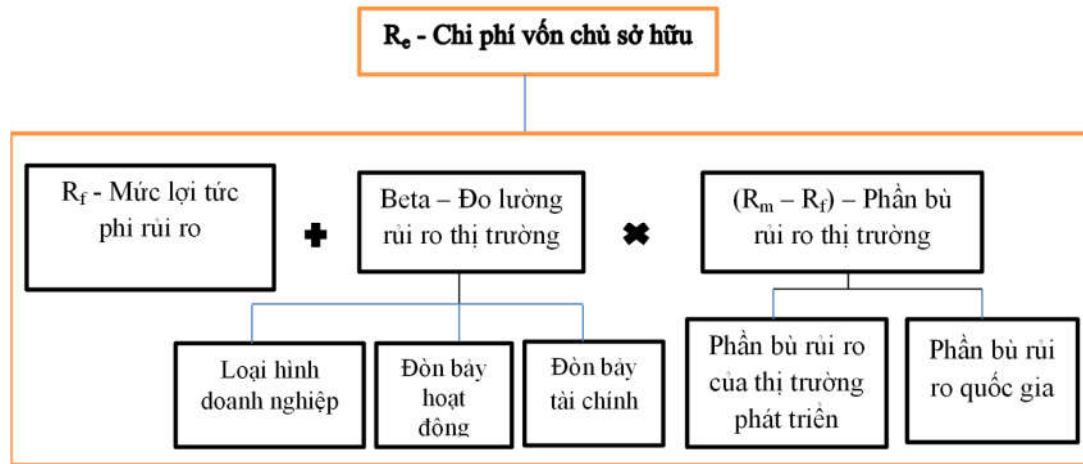 Rₑ - Chi phí vốn chủ sở hữu
R_f - Mức lợi tức
phi rủi ro
Beta – Đo lường
rủi ro thị trường
(Rₘ – R_f) – Phần bù
rủi ro thị trường
Loại hình
doanh nghiệp
Đòn bảy
hoạt
động
Đòn bảy
tài chính
Phần bù rủi ro
của thị trường
phát triển
Phần bù rủi
ro quốc gia